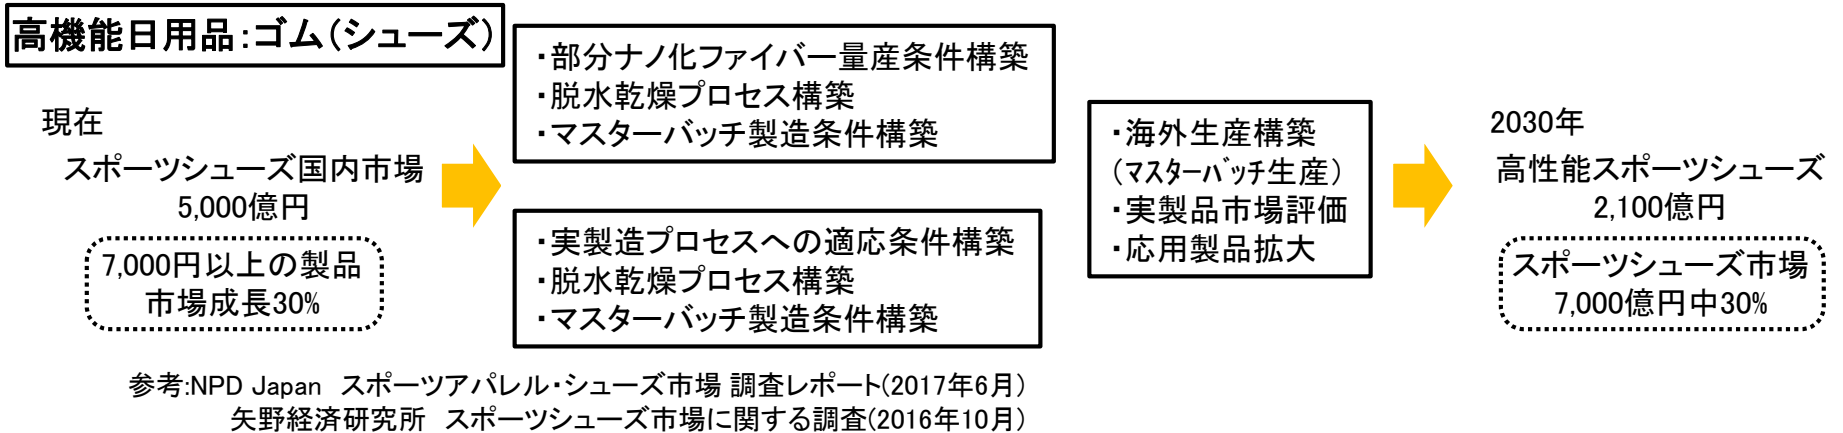 高機能日用品:ゴム(シューズ)
現在
スポーツシューズ国内市場
5,000億円
7,000円以上の製品
市場成長30%
・部分ナノ化ファイバー量産条件構築
・脱水乾燥プロセス構築
・マスターバッチ製造条件構築
・実製造プロセスへの適応条件構築
・脱水乾燥プロセス構築
・マスターバッチ製造条件構築
・海外生産構築
(マスターバッチ生産)
・実製品市場評価
・応用製品拡大
2030年
高性能スポーツシューズ
2,100億円
スポーツシューズ市場
7,000億円中30%
参考:NPD Japan　スポーツアパレル・シューズ市場 調査レポート(2017年6月)
矢野経済研究所　スポーツシューズ市場に関する調査(2016年10月)